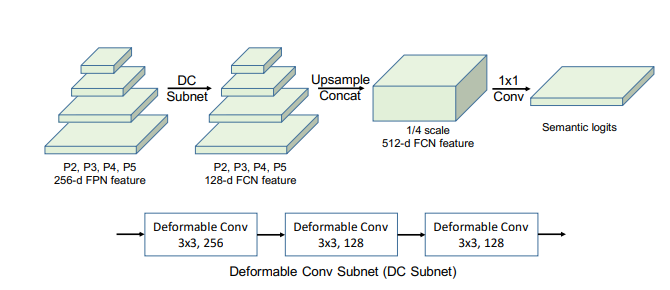 DC
Subnet
Upsample
Concat
1x1
Conv
P2, P3, P4, P5
256-d FPN feature
P2, P3, P4, P5
128-d FCN feature
1/4 scale
512-d FCN feature
Semantic logits
Deformable Conv
3x3, 256
Deformable Conv
3x3, 128
Deformable Conv
3x3, 128
Deformable Conv Subnet (DC Subnet)